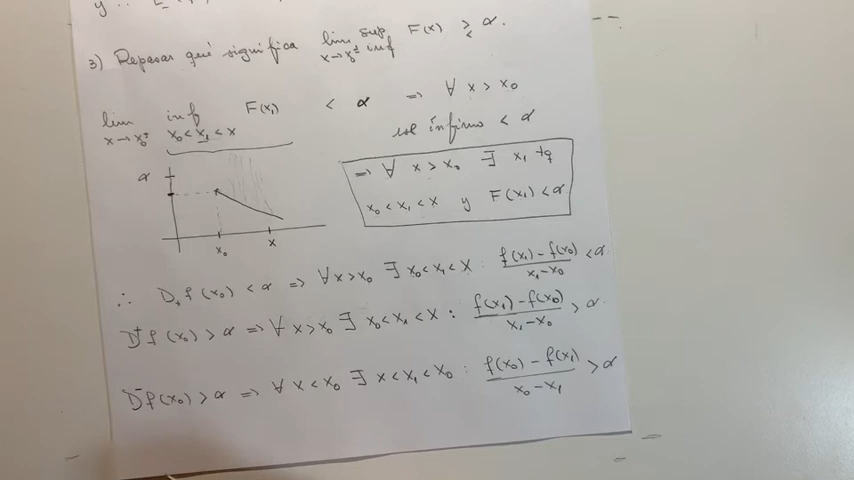 3) Repasar qué significa lim sup inf x→x₀± F(x) ≷ α.
lim inf F(x₁) < α ⇒ ∀ x > x₀
x→x₀± x₀<x₁<x el ínfimo < α
⇒ ∀ x > x₀ ∃ x₁ tq
x₀ < x₁ < x y F(x₁) < α
α
x₀ x
∴ D₊f(x₀) < α ⇒ ∀x>x₀ ∃ x₀<x₁<x : (f(x₁) − f(x₀))/(x₁−x₀) < α.
D⁺f(x₀) > α ⇒ ∀x>x₀ ∃ x₀<x₁<x : (f(x₁) − f(x₀))/(x₁−x₀) > α.
D⁻f(x₀) > α ⇒ ∀ x<x₀ ∃ x<x₁<x₀ : (f(x₀) − f(x₁))/(x₀−x₁) > α